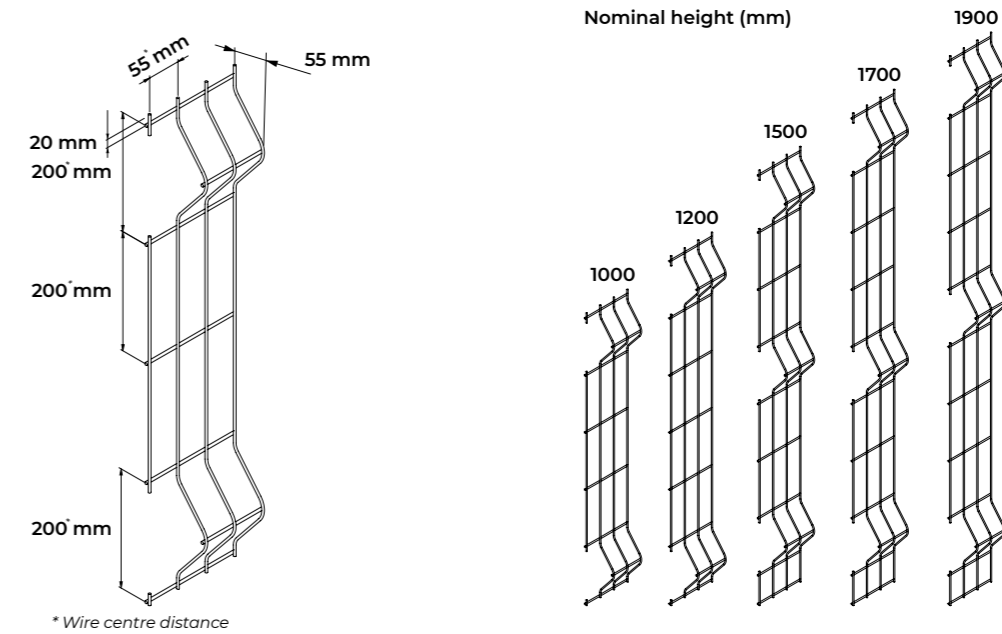 Nominal height (mm)
1900
55* mm
55 mm
1700
20 mm
200* mm
1500
1200
1000
200* mm
200* mm
* Wire centre distance